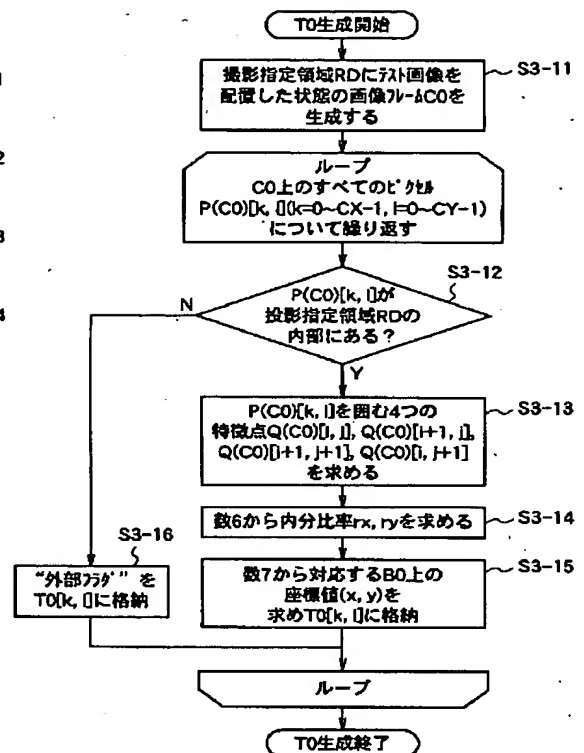 T0生成開始
撮影指定領域RDにテスト画像を
配置した状態の画像フレームC0を
生成する
S3-11
ループ
C0上のすべてのピクセル
P(C0)[k, l](k=0~CX-1, l=0~CY-1)
について繰り返す
S3-12
P(C0)[k, l]が
投影指定領域RDの
内部にある?
N
Y
P(C0)[k, l]を囲む4つの
特徴点Q(C0)[i, j], Q(C0)[i+1, j],
Q(C0)[i+1, j+1], Q(C0)[i, j+1]
を求める
S3-13
数6から内分比率rx, ryを求める
S3-14
S3-16
"外部フラグ"を
T0[k, l]に格納
数7から対応するB0上の
座標値(x, y)を
求めT0[k, l]に格納
S3-15
ループ
T0生成終了